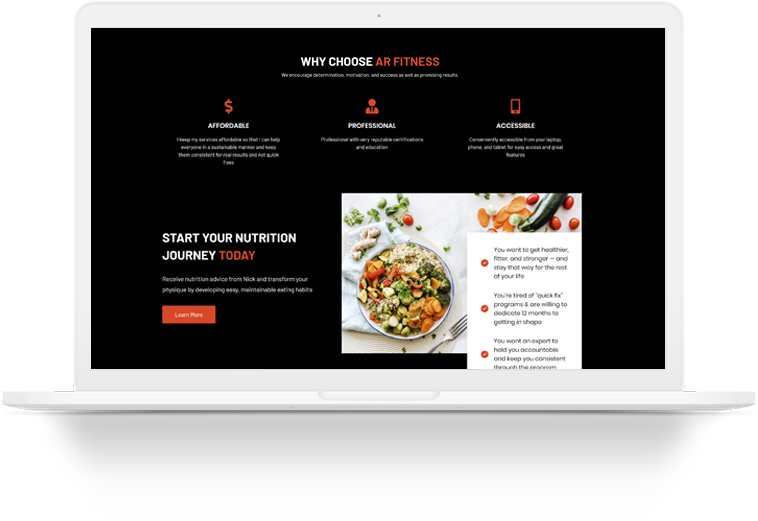 WHY CHOOSE AR FITNESS
We encourage determination, motivation, and success as well as promising results.
AFFORDABLE
I keep my services affordable so that I can help
everyone in a sustainable manner and keep
them consistent for real results and not quick
fixes
PROFESSIONAL
Professional with very reputable certifications
and education
ACCESSIBLE
Conveniently accessible from your laptop,
phone, and tablet for easy access and great
features
START YOUR NUTRITION
JOURNEY TODAY
Receive nutrition advice from Nick and transform your
physique by developing easy, maintainable eating habits
Learn More
You want to get healthier,
fitter, and stronger — and
stay that way for the rest
of your life
You're tired of "quick fix"
programs & are willing to
dedicate 12 months to
getting in shape
You want an expert to
hold you accountable
and keep you consistent
through the program